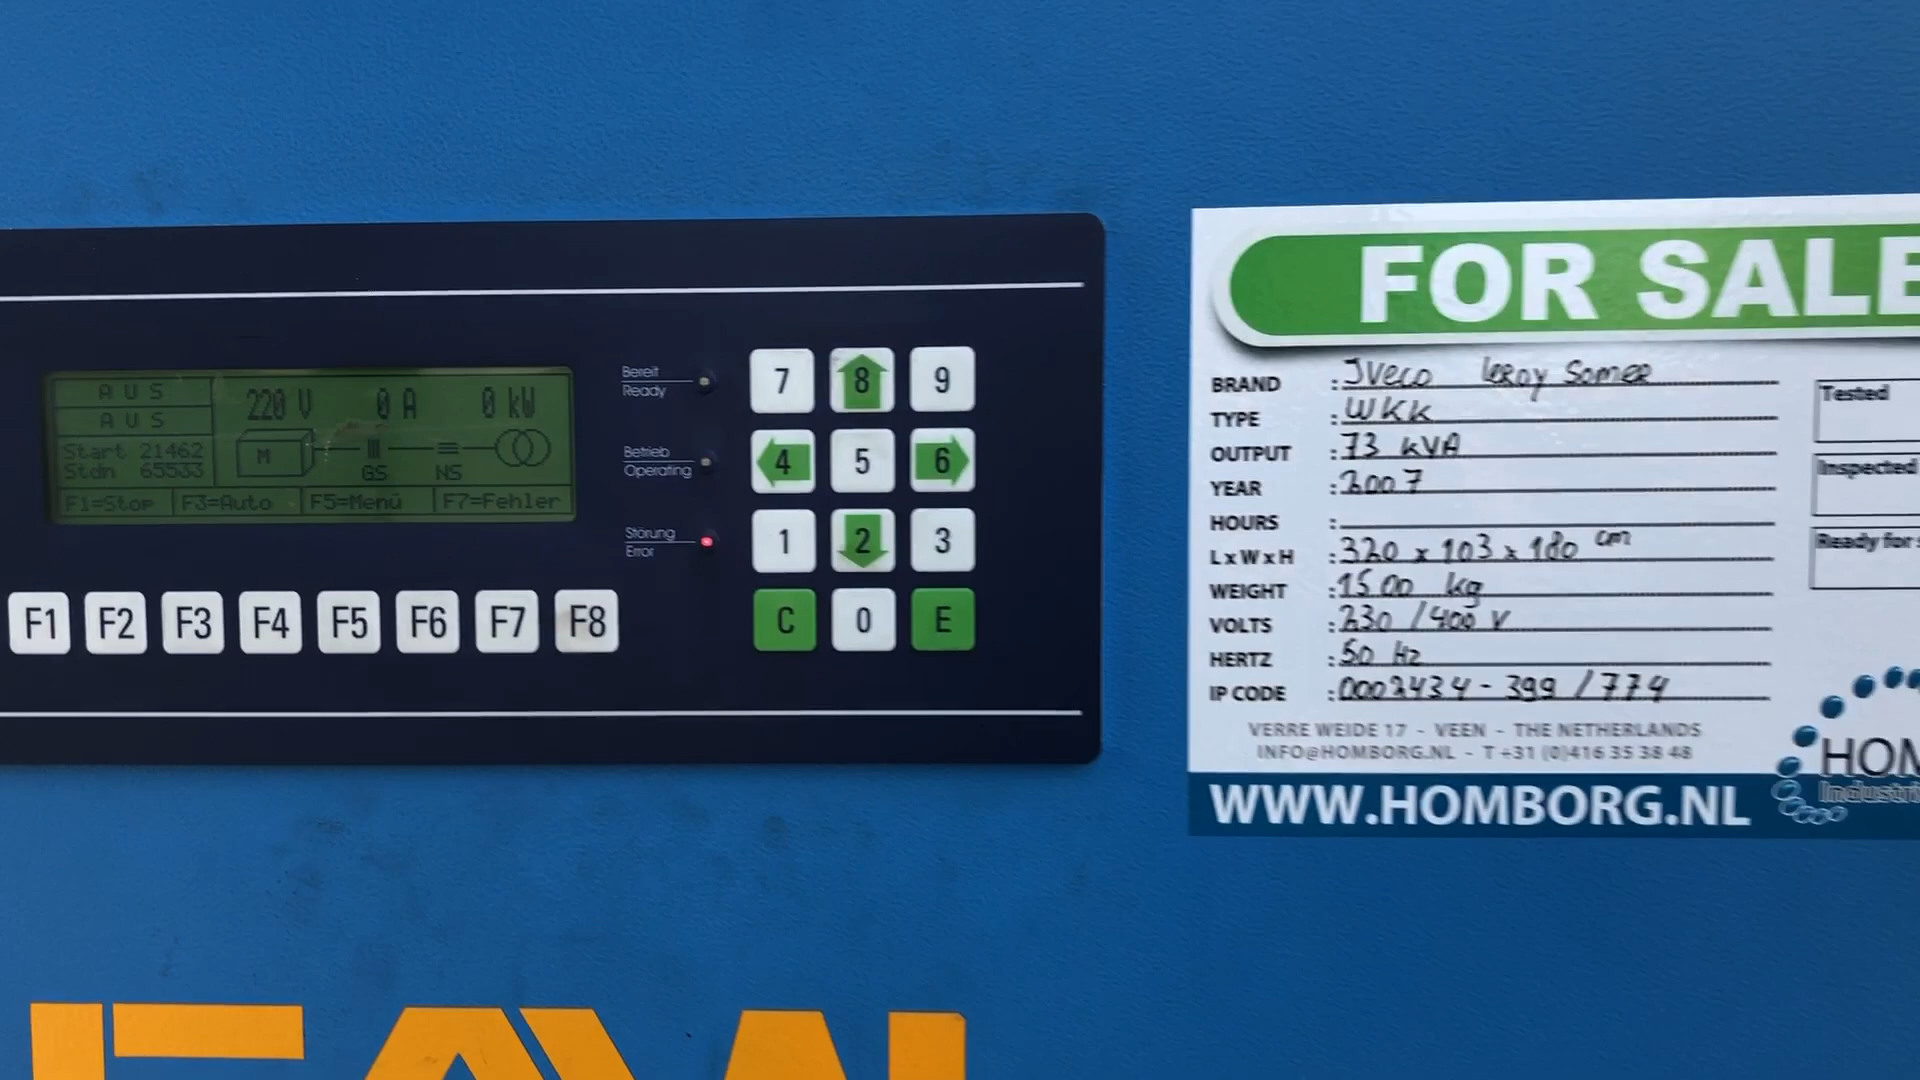 AUS
AUS
Start 21462
Stdn 65533
220 V 0 A 0 kW
M
GS
NS
F1=Stop F3=Auto F5=Menü F7=Fehler
Bereit
Ready
Betrieb
Operating
Störung
Error
7 8 9
4 5 6
1 2 3
C 0 E
F1 F2 F3 F4 F5 F6 F7 F8
FOR SALE
BRAND : Iveco Leroy Somer
TYPE : WKK
OUTPUT : 73 kVA
YEAR : 2007
HOURS :
L x W x H : 320 x 103 x 180 cm
WEIGHT : 1500 kg
VOLTS : 230 / 400 V
HERTZ : 50 Hz
IP CODE : 0002434 - 399 / 774
Tested
Inspected
Ready for
VERRE WEIDE 17 - VEEN - THE NETHERLANDS
INFO@HOMBORG.NL - T +31 (0)416 35 38 48
WWW.HOMBORG.NL
HOM
Industri